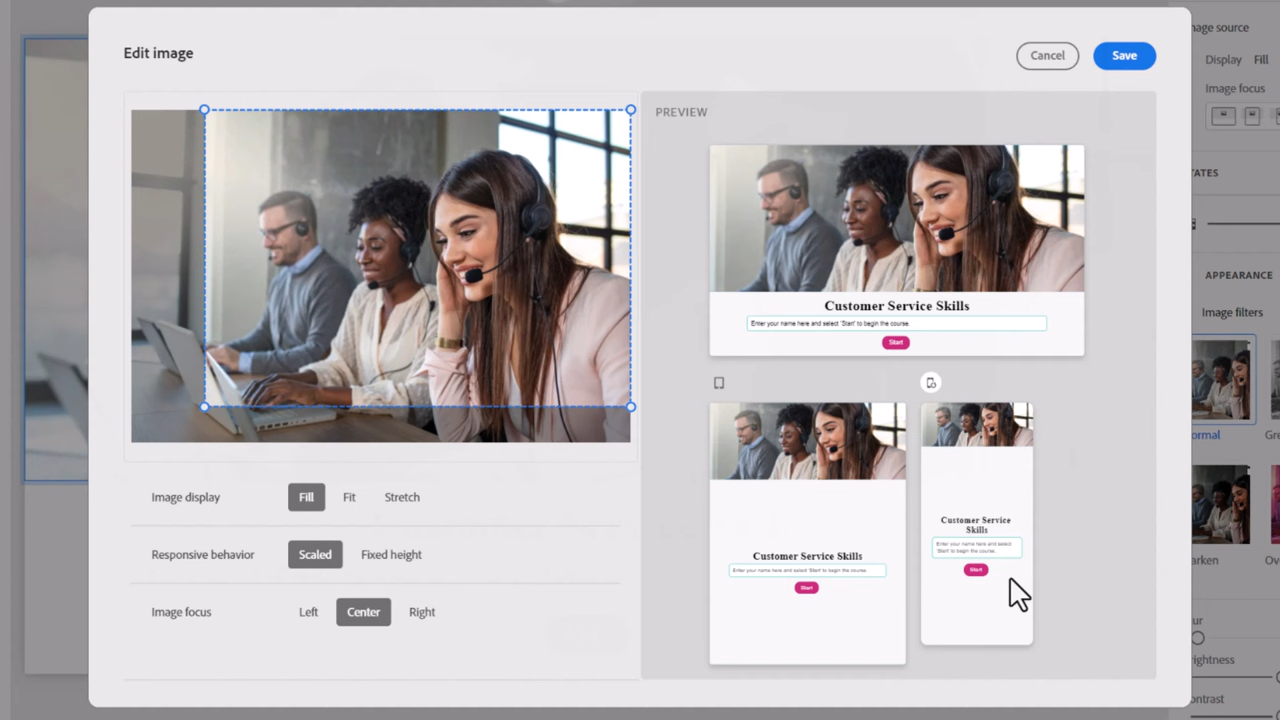 Edit image
Cancel
Save
PREVIEW
Customer Service Skills
Enter your name here and select 'Start' to begin the course.
Start
Customer Service Skills
Enter your name here and select 'Start' to begin the course.
Start
Customer Service
Skills
Enter your name here and select
'Start' to begin the course.
Start
Image display
Fill
Fit
Stretch
Responsive behavior
Scaled
Fixed height
Image focus
Left
Center
Right
mage source
Display Fill
Image focus
TATES
APPEARANCE
Image filters
ormal
Gr
arken
Ov
ur
rightness
ontrast